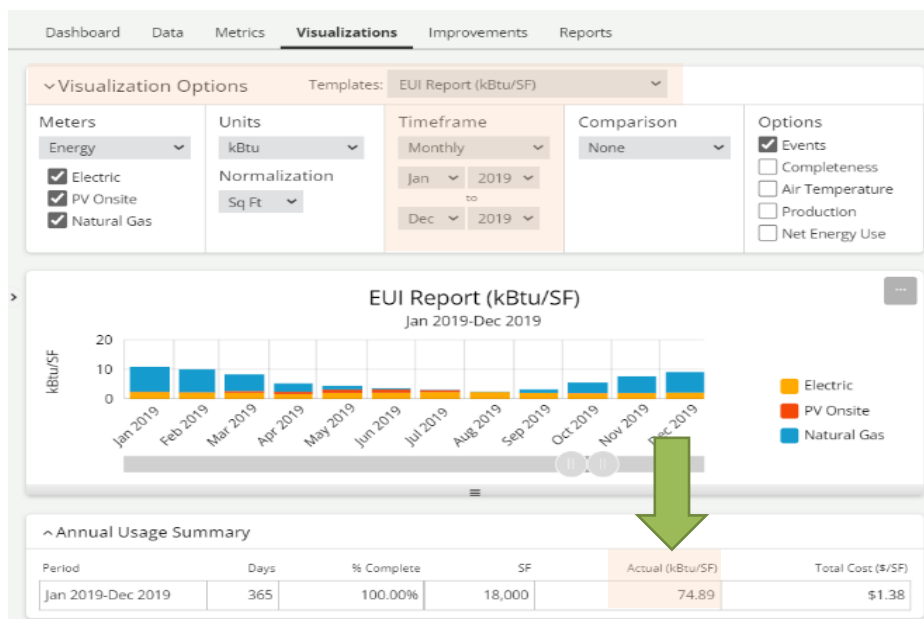 Dashboard Data Metrics Visualizations Improvements Reports
Visualization Options Templates: EUI Report (kBtu/SF)
Meters Units Timeframe Comparison Options
Energy kBtu Monthly None Events
Electric Normalization Jan 2019 Completeness
PV Onsite Sq Ft to Air Temperature
Natural Gas Dec 2019 Production
Net Energy Use
EUI Report (kBtu/SF)
Jan 2019-Dec 2019
kBtu/SF
20
10
0
Jan 2019 Feb 2019 Mar 2019 Apr 2019 May 2019 Jun 2019 Jul 2019 Aug 2019 Sep 2019 Oct 2019 Nov 2019 Dec 2019
Electric
PV Onsite
Natural Gas
Annual Usage Summary
Period Days % Complete SF Actual (kBtu/SF) Total Cost ($/SF)
Jan 2019-Dec 2019 365 100.00% 18,000 74.89 $1.38